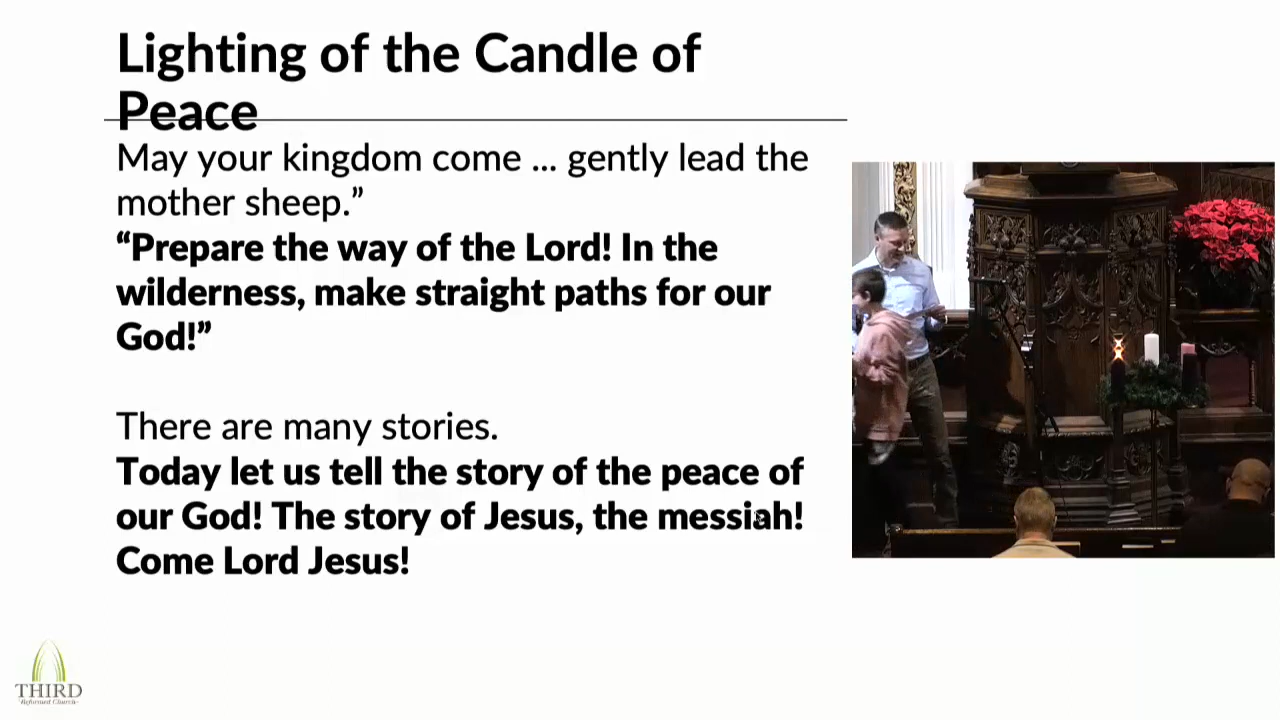 Lighting of the Candle of
Peace
May your kingdom come ... gently lead the
mother sheep.”
“Prepare the way of the Lord! In the
wilderness, make straight paths for our
God!”
There are many stories.
Today let us tell the story of the peace of
our God! The story of Jesus, the messiah!
Come Lord Jesus!
THIRD
Reformed Church